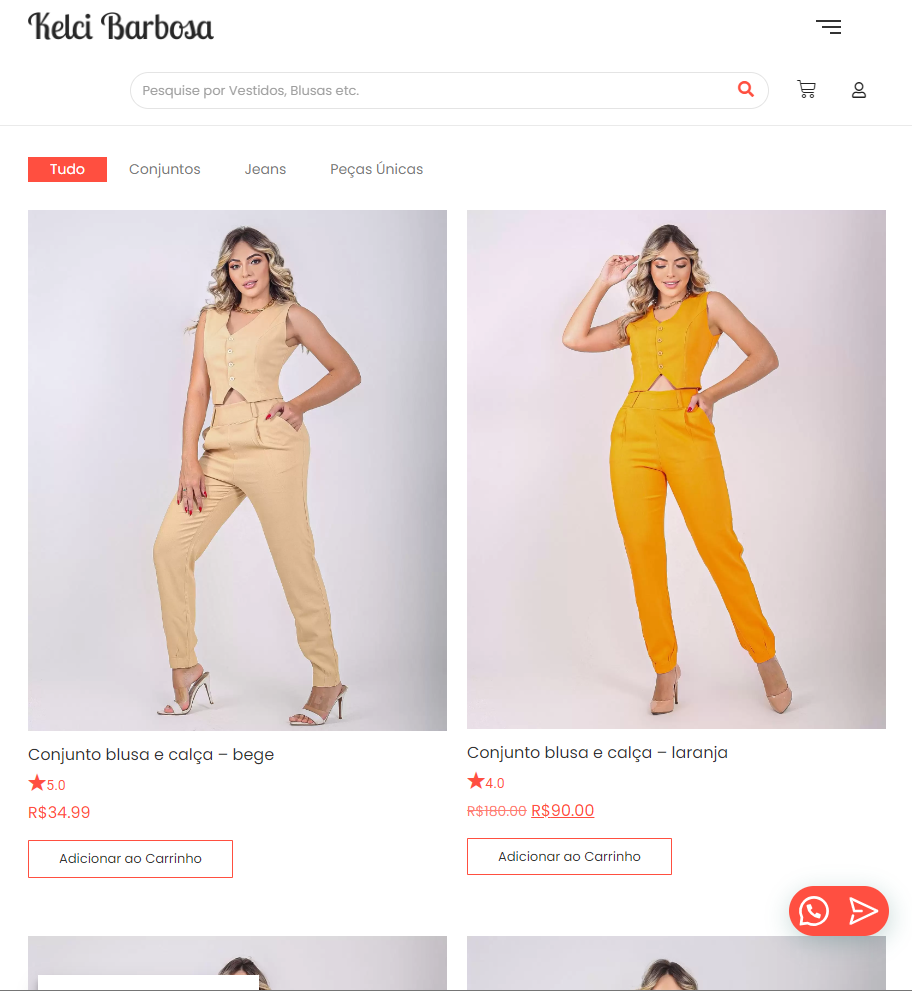 Kelci Barbosa
Pesquise por Vestidos, Blusas etc.
Tudo Conjuntos Jeans Peças Únicas
Conjunto blusa e calça – bege
5.0
R$34.99
Adicionar ao Carrinho
Conjunto blusa e calça – laranja
4.0
R$180.00 R$90.00
Adicionar ao Carrinho